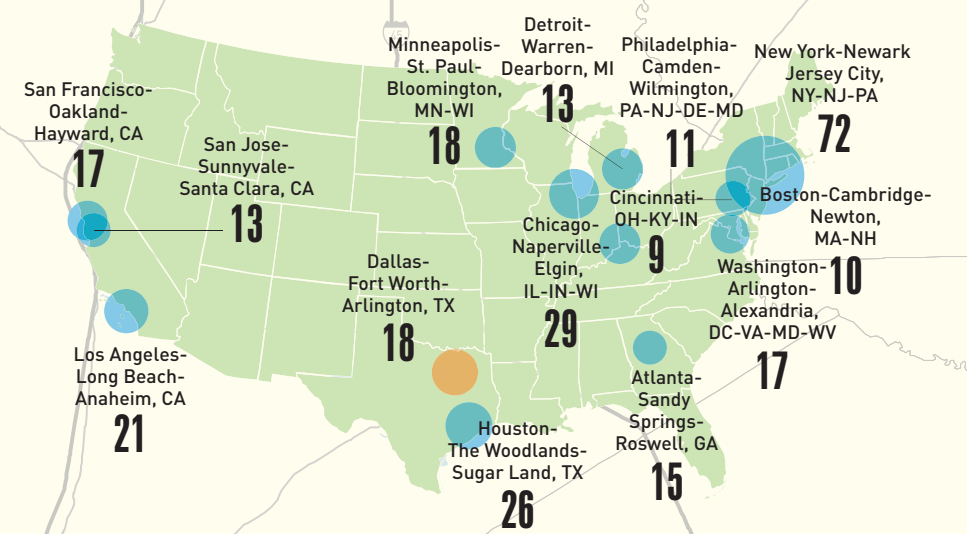 San Francisco-
Oakland-
Hayward, CA
17
San Jose-
Sunnyvale-
Santa Clara, CA
13
Los Angeles-
Long Beach-
Anaheim, CA
21
Minneapolis-
St. Paul-
Bloomington,
MN-WI
18
Detroit-
Warren-
Dearborn, MI
13
Philadelphia-
Camden-
Wilmington,
PA-NJ-DE-MD
11
New York-Newark
Jersey City,
NY-NJ-PA
72
Dallas-
Fort Worth-
Arlington, TX
18
Chicago-
Naperville-
Elgin,
IL-IN-WI
29
Cincinnati-
OH-KY-IN
9
Boston-Cambridge-
Newton,
MA-NH
10
Washington-
Arlington-
Alexandria,
DC-VA-MD-WV
17
Houston-
The Woodlands-
Sugar Land, TX
26
Atlanta-
Sandy
Springs-
Roswell, GA
15